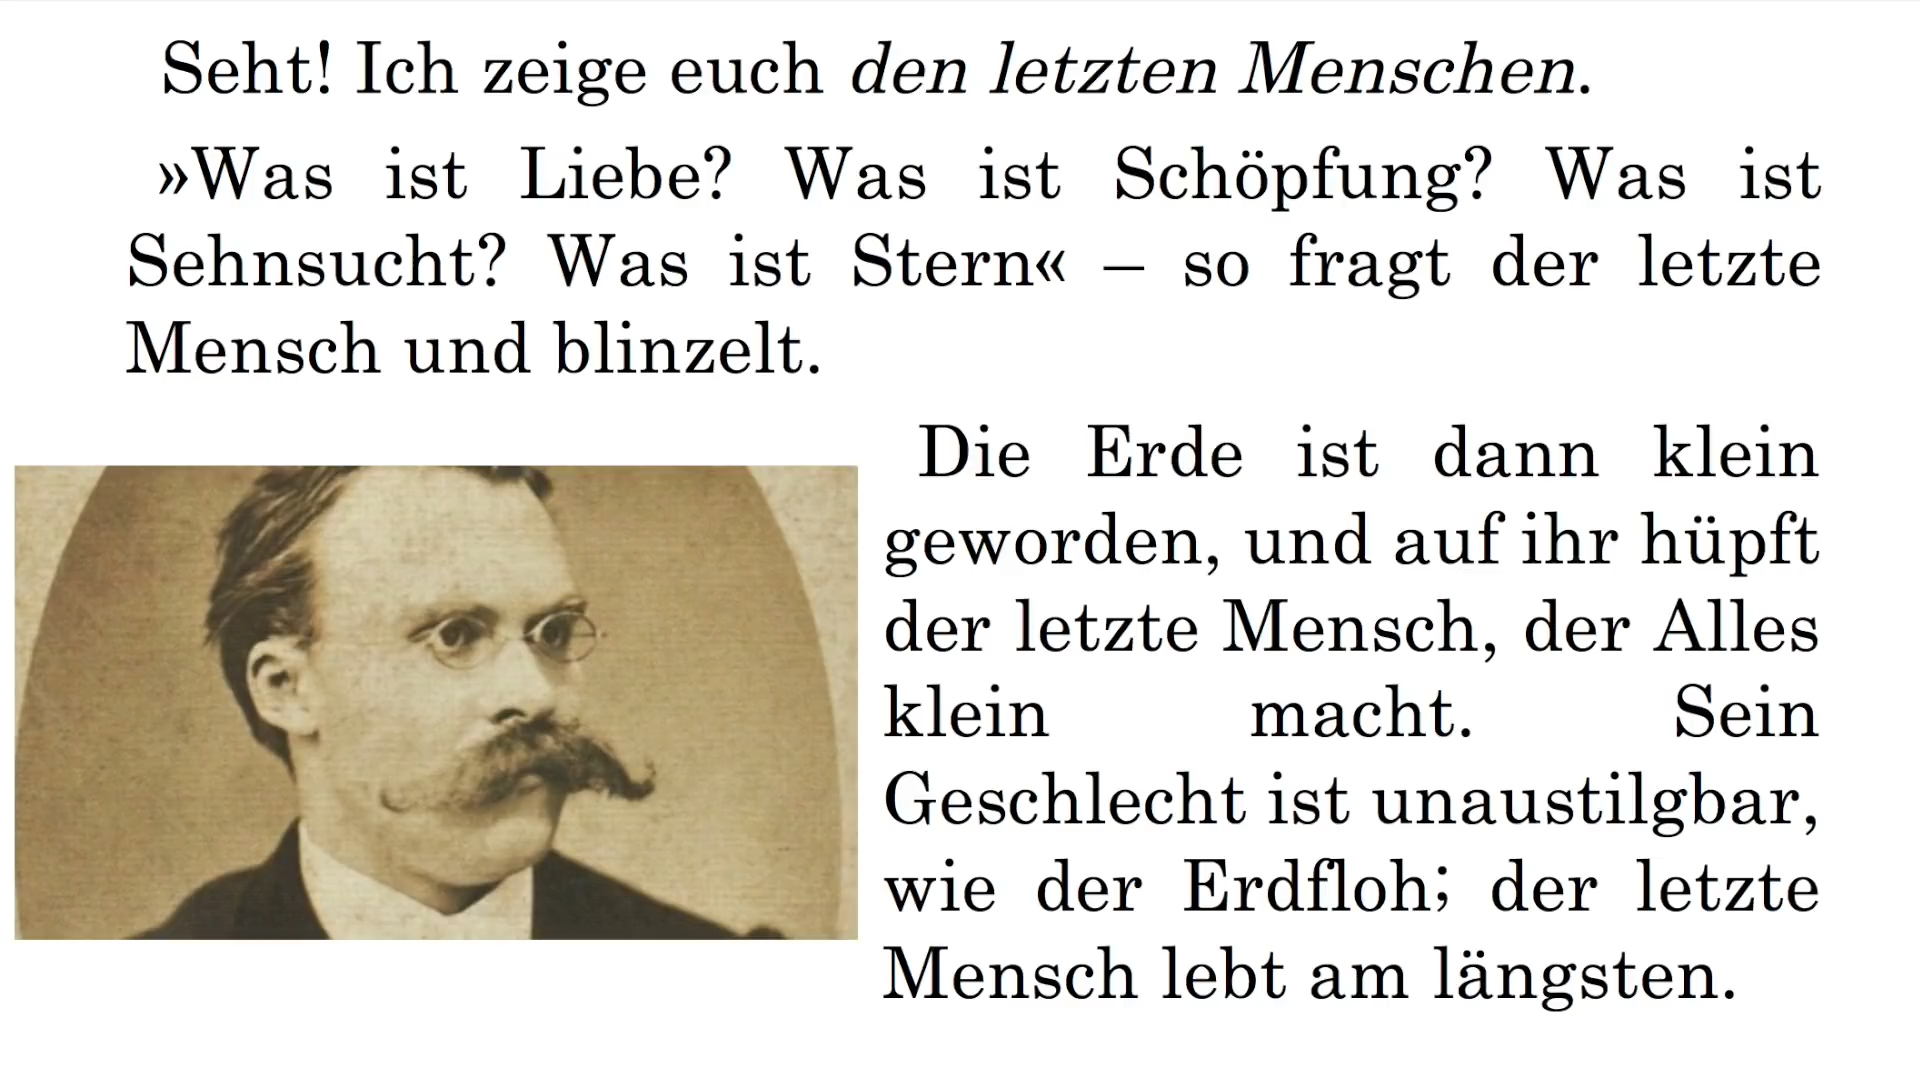 Seht! Ich zeige euch den letzten Menschen.
»Was ist Liebe? Was ist Schöpfung? Was ist
Sehnsucht? Was ist Stern« – so fragt der letzte
Mensch und blinzelt.
Die Erde ist dann klein
geworden, und auf ihr hüpft
der letzte Mensch, der Alles
klein macht. Sein
Geschlecht ist unaustilgbar,
wie der Erdfloh; der letzte
Mensch lebt am längsten.